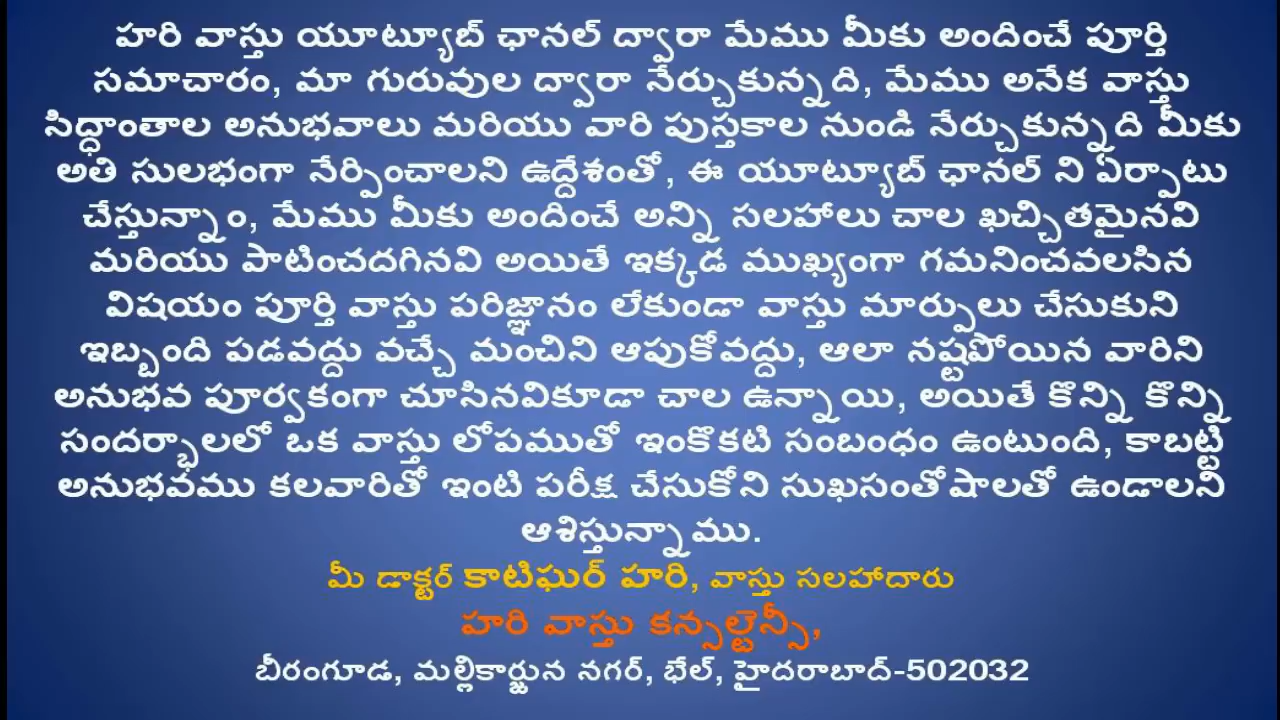 హరి వాస్తు యూట్యూబ్ ఛానల్ ద్వారా మేము మీకు అందించే పూర్తి
సమాచారం, మా గురువుల ద్వారా నేర్చుకున్నది, మేము అనేక వాస్తు
సిద్ధాంతాల అనుభవాలు మరియు వారి పుస్తకాల నుండి నేర్చుకున్నది మీకు
అతి సులభంగా నేర్పించాలని ఉద్దేశంతో, ఈ యూట్యూబ్ ఛానల్ ని ఏర్పాటు
చేస్తున్నాం, మేము మీకు అందించే అన్ని సలహాలు చాల ఖచ్చితమైనవి
మరియు పాటించదగినవి అయితే ఇక్కడ ముఖ్యంగా గమనించవలసిన
విషయం పూర్తి వాస్తు పరిజ్ఞానం లేకుండా వాస్తు మార్పులు చేసుకుని
ఇబ్బంది పడవద్దు వచ్చే మంచిని ఆపుకోవద్దు, ఆలా నష్టపోయిన వారిని
అనుభవ పూర్వకంగా చూసినవికూడా చాల ఉన్నాయి, అయితే కొన్ని కొన్ని
సందర్భాలలో ఒక వాస్తు లోపముతో ఇంకొకటి సంబంధం ఉంటుంది, కాబట్టి
అనుభవము కలవారితో ఇంటి పరీక్ష చేసుకోని సుఖసంతోషాలతో ఉండాలని
ఆశిస్తున్నాము.
మీ డాక్టర్ కాటిఘర్ హరి, వాస్తు సలహాదారు
హరి వాస్తు కన్సల్టెన్సీ,
బీరంగూడ, మల్లికార్జున నగర్, భేల్, హైదరాబాద్-502032